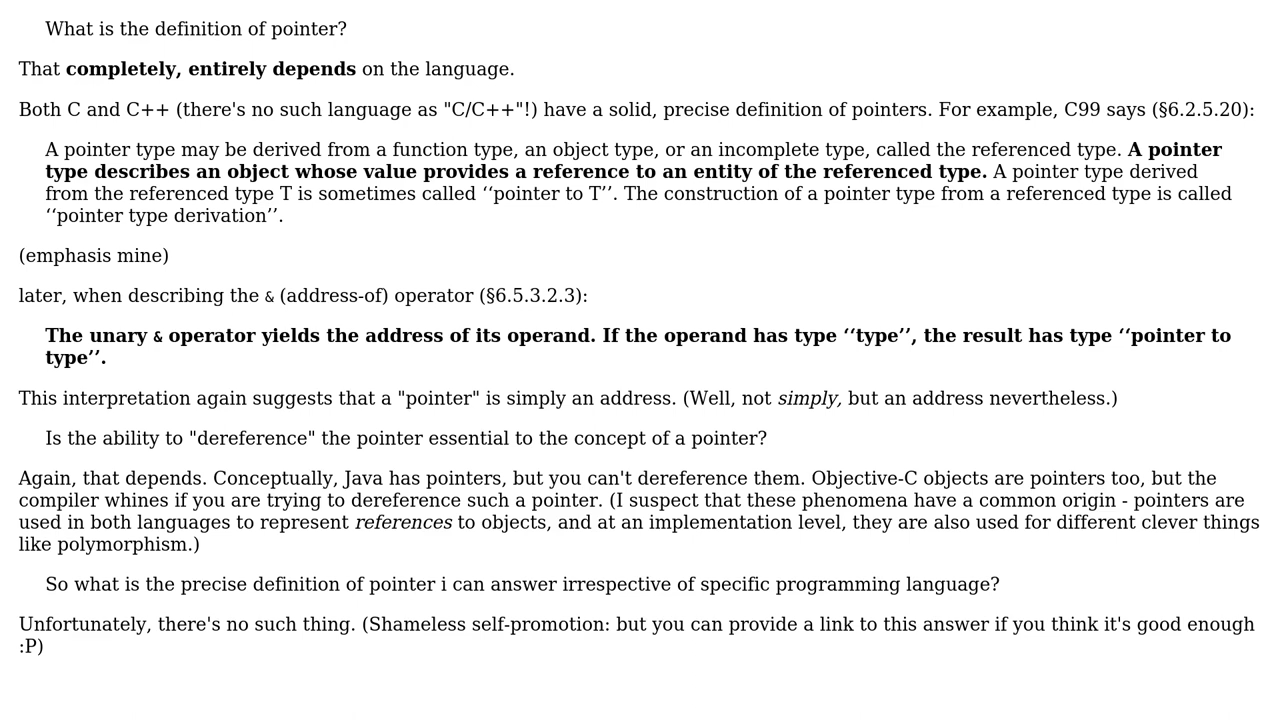 What is the definition of pointer?
That completely, entirely depends on the language.
Both C and C++ (there's no such language as "C/C++"!) have a solid, precise definition of pointers. For example, C99 says (§6.2.5.20):
A pointer type may be derived from a function type, an object type, or an incomplete type, called the referenced type. A pointer
type describes an object whose value provides a reference to an entity of the referenced type. A pointer type derived
from the referenced type T is sometimes called ‘‘pointer to T’’. The construction of a pointer type from a referenced type is called
‘‘pointer type derivation’’.
(emphasis mine)
later, when describing the & (address-of) operator (§6.5.3.2.3):
The unary & operator yields the address of its operand. If the operand has type ‘‘type’’, the result has type ‘‘pointer to
type’’.
This interpretation again suggests that a "pointer" is simply an address. (Well, not simply, but an address nevertheless.)
Is the ability to "dereference" the pointer essential to the concept of a pointer?
Again, that depends. Conceptually, Java has pointers, but you can't dereference them. Objective-C objects are pointers too, but the
compiler whines if you are trying to dereference such a pointer. (I suspect that these phenomena have a common origin - pointers are
used in both languages to represent references to objects, and at an implementation level, they are also used for different clever things
like polymorphism.)
So what is the precise definition of pointer i can answer irrespective of specific programming language?
Unfortunately, there's no such thing. (Shameless self-promotion: but you can provide a link to this answer if you think it's good enough
:P)